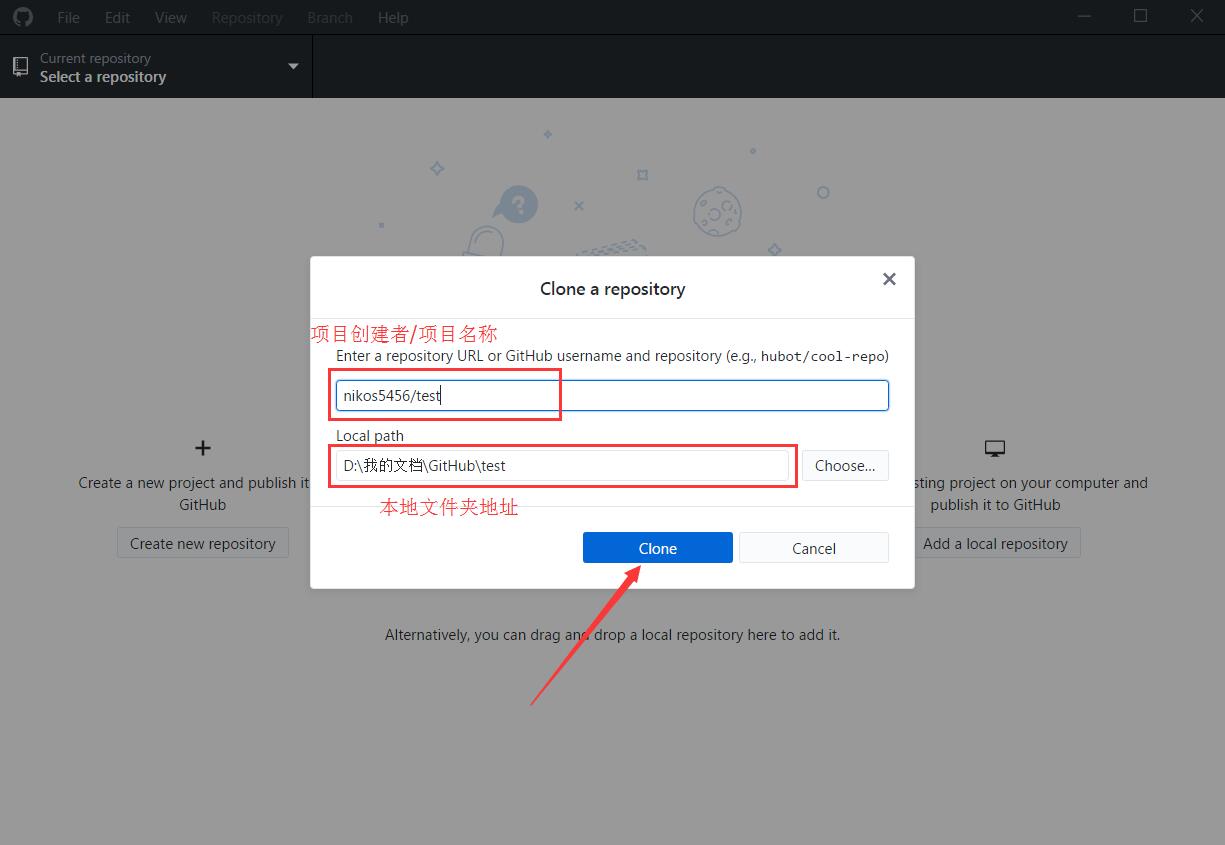 File Edit View Repository Branch Help
Current repository
Select a repository
Clone a repository
项目创建者/项目名称
Enter a repository URL or GitHub username and repository (e.g., hubot/cool-repo)
nikos5456/test
Local path
D:\我的文档\GitHub\test
Choose...
本地文件夹地址
Clone
Cancel
Create a new project and publish it
GitHub
Create new repository
sting project on your computer and
publish it to GitHub
Add a local repository
Alternatively, you can drag and drop a local repository here to add it.